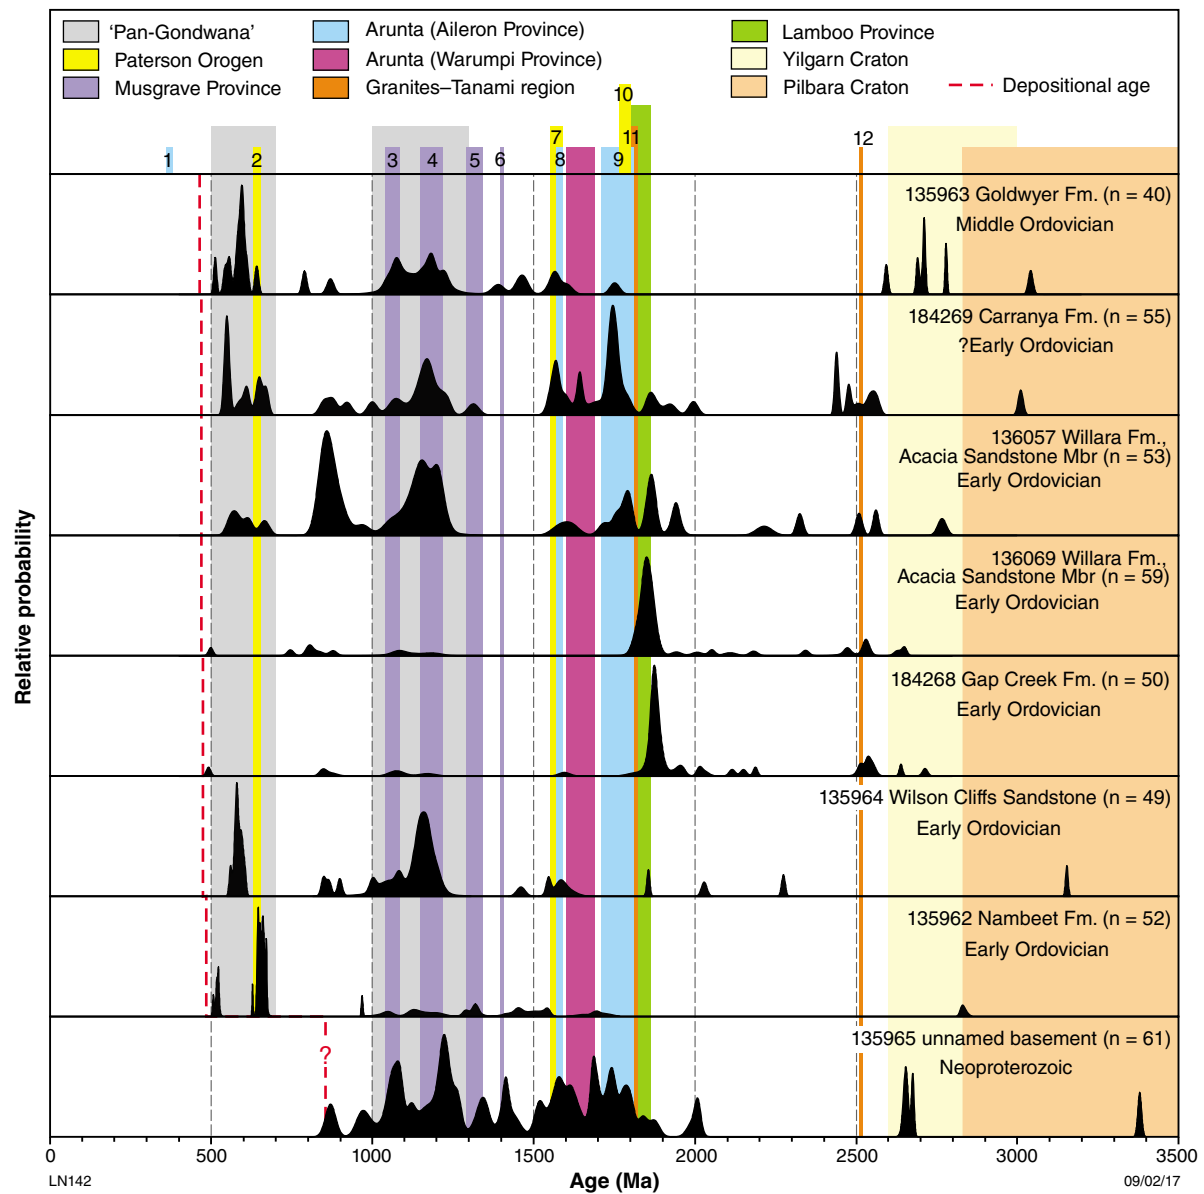 'Pan-Gondwana'
Paterson Orogen
Musgrave Province
Arunta (Aileron Province)
Arunta (Warumpi Province)
Granites–Tanami region
Lamboo Province
Yilgarn Craton
Pilbara Craton
Depositional age
10
7
11
12
1
2
3
4
5
6
8
9
135963 Goldwyer Fm. (n = 40)
Middle Ordovician
184269 Carranya Fm. (n = 55)
?Early Ordovician
136057 Willara Fm.,
Acacia Sandstone Mbr (n = 53)
Early Ordovician
136069 Willara Fm.,
Acacia Sandstone Mbr (n = 59)
Early Ordovician
184268 Gap Creek Fm. (n = 50)
Early Ordovician
135964 Wilson Cliffs Sandstone (n = 49)
Early Ordovician
135962 Nambeet Fm. (n = 52)
Early Ordovician
135965 unnamed basement (n = 61)
Neoproterozoic
?
Relative probability
0 500 1000 1500 2000 2500 3000 3500
Age (Ma)
LN142
09/02/17